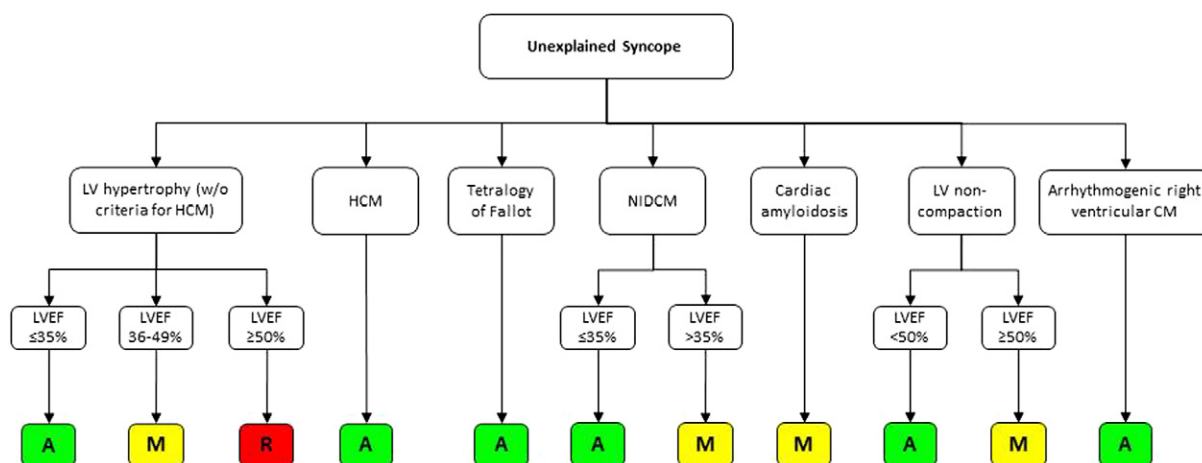 Unexplained Syncope
LV hypertrophy (w/o
criteria for HCM)
HCM
Tetralogy
of Fallot
NIDCM
Cardiac
amyloidosis
LV non-
compaction
Arrhythmogenic right
ventricular CM
LVEF
≤35%
LVEF
36-49%
LVEF
≥50%
LVEF
≤35%
LVEF
>35%
LVEF
<50%
LVEF
≥50%
A
M
R
A
A
A
M
M
A
M
A